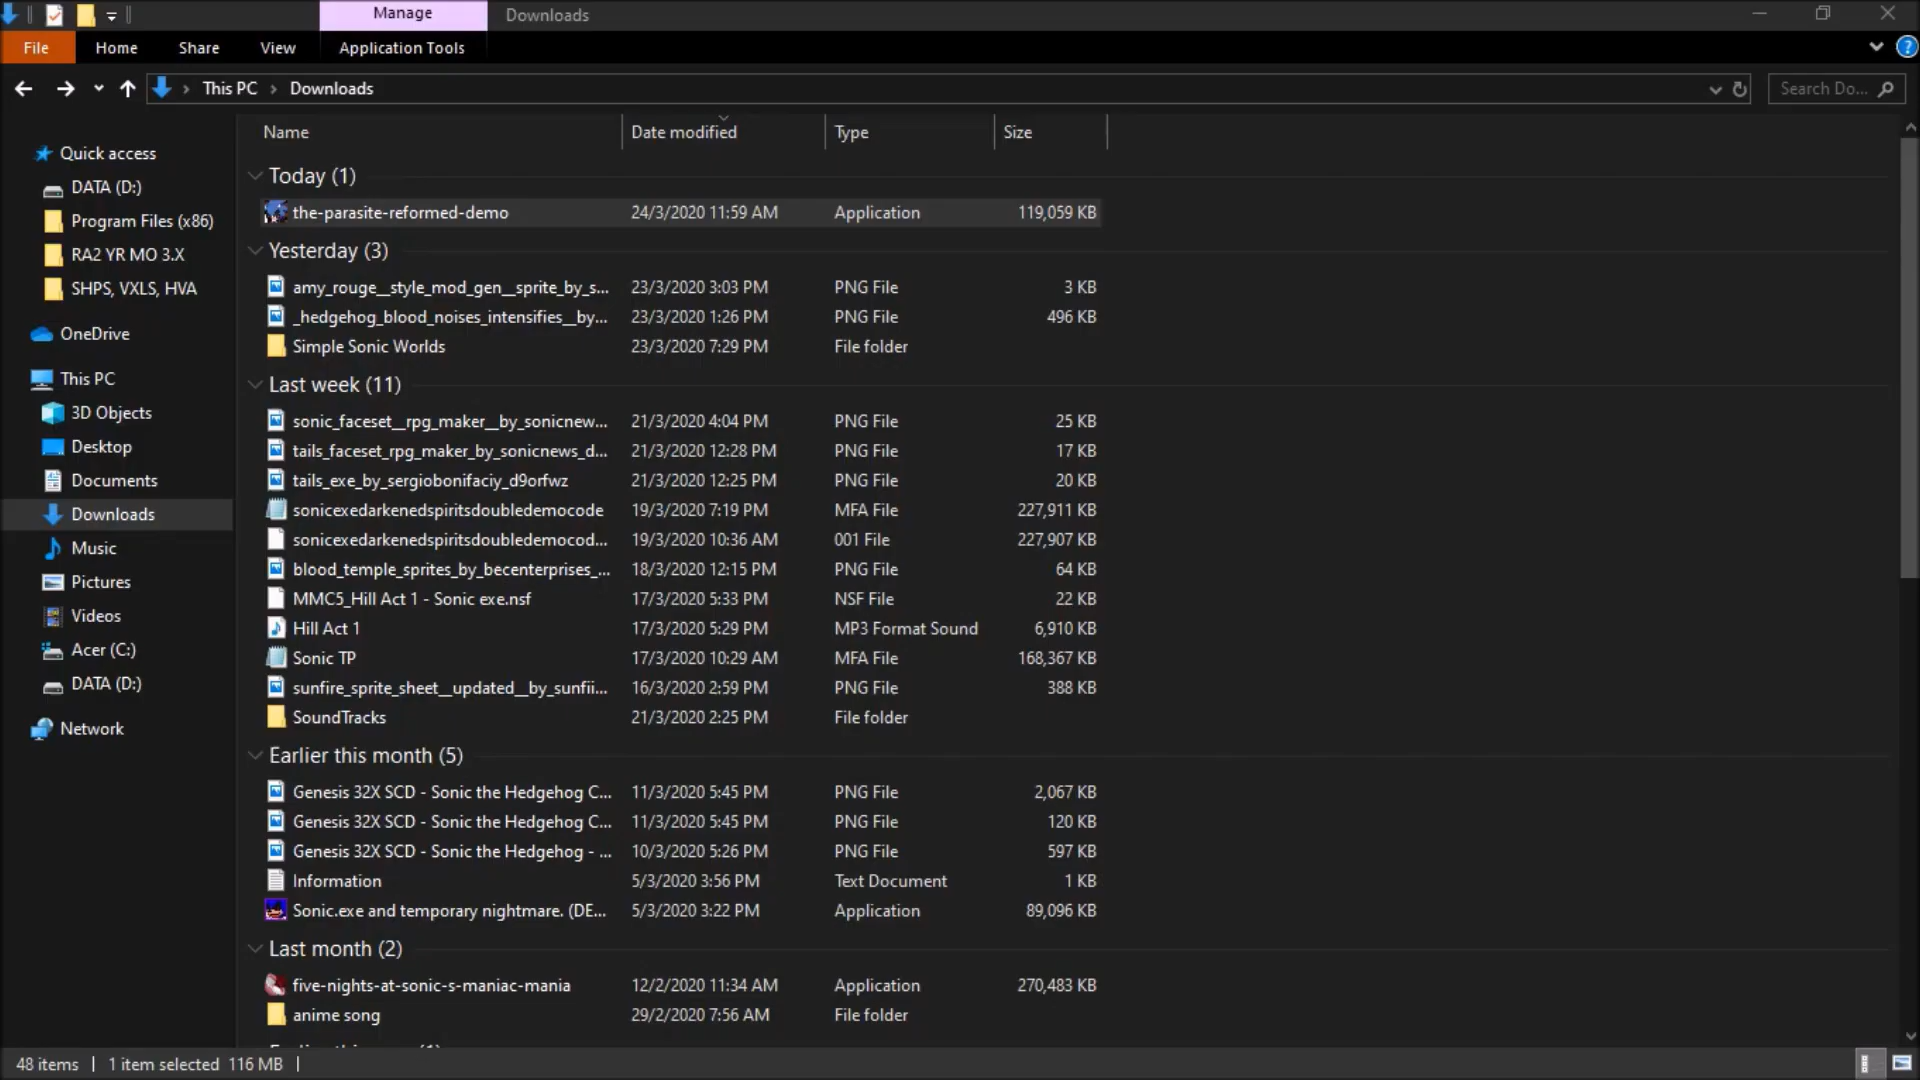 Manage
Downloads
File
Home
Share
View
Application Tools
This PC
Downloads
Search Do...
Name
Date modified
Type
Size
Quick access
DATA (D:)
Program Files (x86)
RA2 YR MO 3.X
SHPS, VXLS, HVA
OneDrive
This PC
3D Objects
Desktop
Documents
Downloads
Music
Pictures
Videos
Acer (C:)
DATA (D:)
Network
Today (1)
the-parasite-reformed-demo 24/3/2020 11:59 AM Application 119,059 KB
Yesterday (3)
amy_rouge__style_mod_gen__sprite_by_s... 23/3/2020 3:03 PM PNG File 3 KB
_hedgehog_blood_noises_intensifies__by... 23/3/2020 1:26 PM PNG File 496 KB
Simple Sonic Worlds 23/3/2020 7:29 PM File folder
Last week (11)
sonic_faceset__rpg_maker__by_sonicnew... 21/3/2020 4:04 PM PNG File 25 KB
tails_faceset_rpg_maker_by_sonicnews_d... 21/3/2020 12:28 PM PNG File 17 KB
tails_exe_by_sergiobonifaciy_d9orfwz 21/3/2020 12:25 PM PNG File 20 KB
sonicexedarkenedspiritsdoubledemocode 19/3/2020 7:19 PM MFA File 227,911 KB
sonicexedarkenedspiritsdoubledemocod... 19/3/2020 10:36 AM 001 File 227,907 KB
blood_temple_sprites_by_becenterprises_... 18/3/2020 12:15 PM PNG File 64 KB
MMC5_Hill Act 1 - Sonic exe.nsf 17/3/2020 5:33 PM NSF File 22 KB
Hill Act 1 17/3/2020 5:29 PM MP3 Format Sound 6,910 KB
Sonic TP 17/3/2020 10:29 AM MFA File 168,367 KB
sunfire_sprite_sheet__updated__by_sunfii... 16/3/2020 2:59 PM PNG File 388 KB
SoundTracks 21/3/2020 2:25 PM File folder
Earlier this month (5)
Genesis 32X SCD - Sonic the Hedgehog C... 11/3/2020 5:45 PM PNG File 2,067 KB
Genesis 32X SCD - Sonic the Hedgehog C... 11/3/2020 5:45 PM PNG File 120 KB
Genesis 32X SCD - Sonic the Hedgehog - ... 10/3/2020 5:26 PM PNG File 597 KB
Information 5/3/2020 3:56 PM Text Document 1 KB
Sonic.exe and temporary nightmare. (DE... 5/3/2020 3:22 PM Application 89,096 KB
Last month (2)
five-nights-at-sonic-s-maniac-mania 12/2/2020 11:34 AM Application 270,483 KB
anime song 29/2/2020 7:56 AM File folder
48 items
1 item selected 116 MB